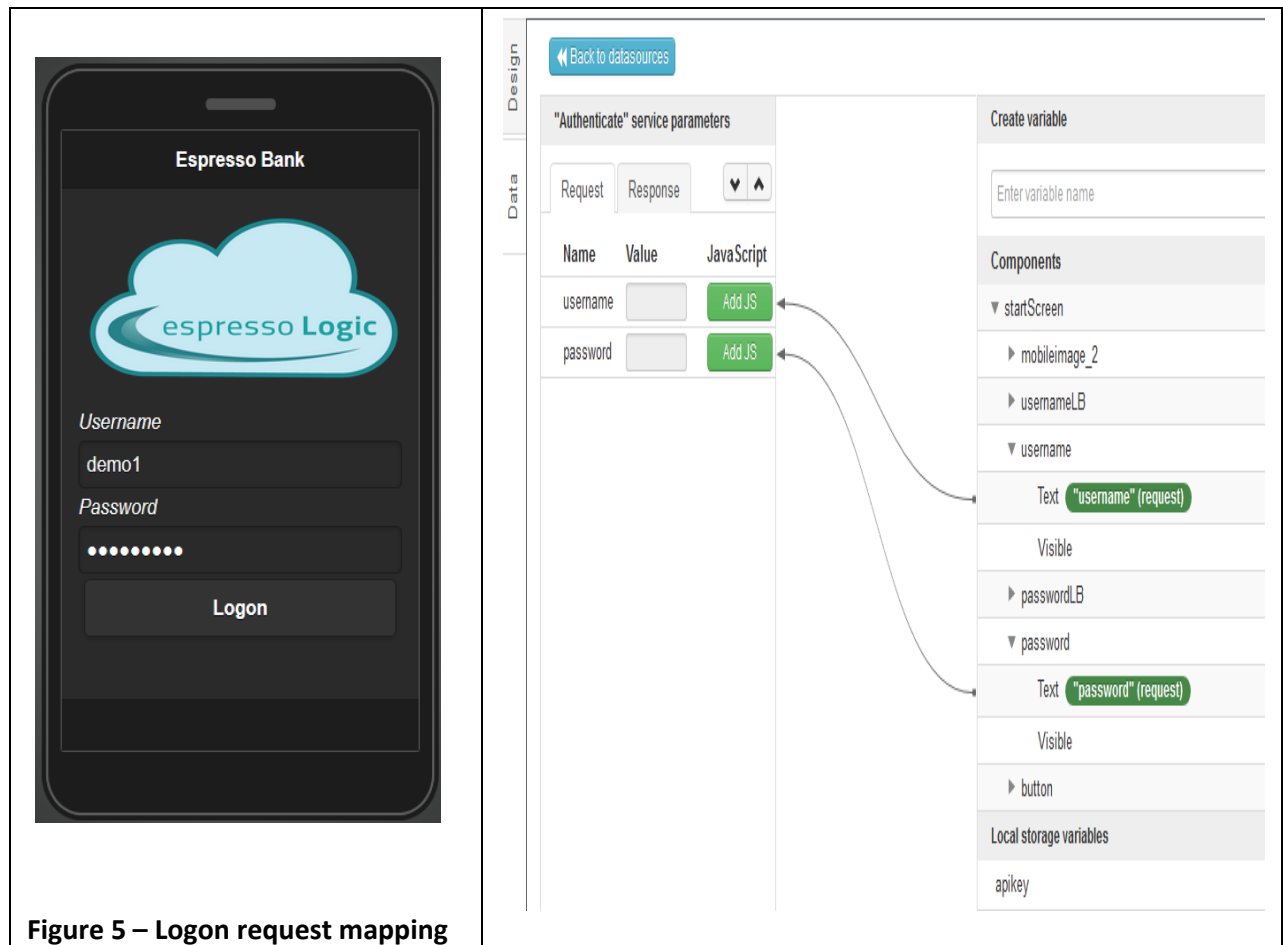 Espresso Bank
espresso Logic
Username
demo1
Password
•••••••••
Logon
Figure 5 – Logon request mapping
Design
Data
Back to datasources
"Authenticate" service parameters
Request Response
Name Value JavaScript
username Add JS
password Add JS
Create variable
Enter variable name
Components
startScreen
mobileimage_2
usernameLB
username
Text "username" (request)
Visible
passwordLB
password
Text "password" (request)
Visible
button
Local storage variables
apikey